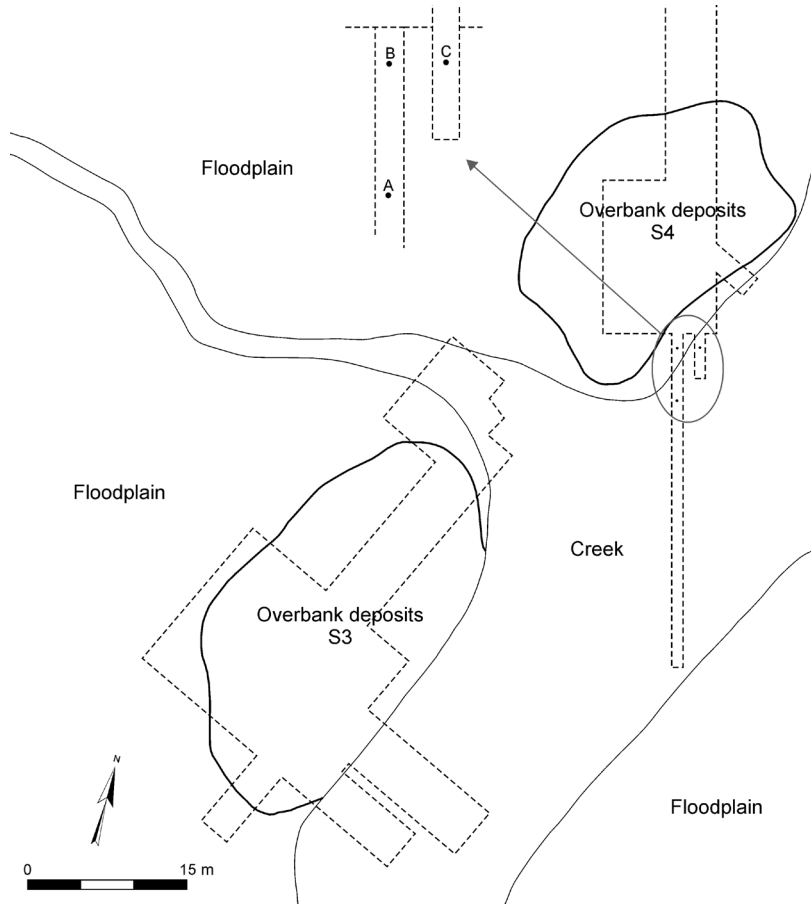 B
C
Floodplain
A
Overbank deposits
S4
Floodplain
Creek
Overbank deposits
S3
N
Floodplain
0 15 m